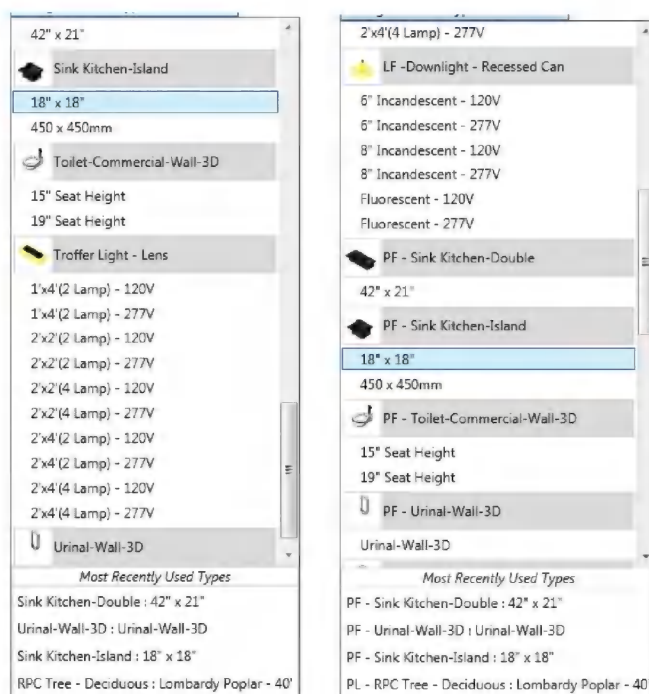 42" x 21"
Sink Kitchen-Island
18" x 18"
450 x 450mm
Toilet-Commercial-Wall-3D
15" Seat Height
19" Seat Height
Troffer Light - Lens
1'x4'(2 Lamp) - 120V
1'x4'(2 Lamp) - 277V
2'x2'(2 Lamp) - 120V
2'x2'(2 Lamp) - 277V
2'x2'(4 Lamp) - 120V
2'x2'(4 Lamp) - 277V
2'x4'(2 Lamp) - 120V
2'x4'(2 Lamp) - 277V
2'x4'(4 Lamp) - 120V
2'x4'(4 Lamp) - 277V
Urinal-Wall-3D
Most Recently Used Types
Sink Kitchen-Double : 42" x 21"
Urinal-Wall-3D : Urinal-Wall-3D
Sink Kitchen-Island : 18" x 18"
RPC Tree - Deciduous : Lombardy Poplar - 40'
2'x4'(4 Lamp) - 277V
LF -Downlight - Recessed Can
6" Incandescent - 120V
6" Incandescent - 277V
8" Incandescent - 120V
8" Incandescent - 277V
Fluorescent - 120V
Fluorescent - 277V
PF - Sink Kitchen-Double
42" x 21"
PF - Sink Kitchen-Island
18" x 18"
450 x 450mm
PF - Toilet-Commercial-Wall-3D
15" Seat Height
19" Seat Height
PF - Urinal-Wall-3D
Urinal-Wall-3D
Most Recently Used Types
PF - Sink Kitchen-Double : 42" x 21"
PF - Urinal-Wall-3D : Urinal-Wall-3D
PF - Sink Kitchen-Island : 18" x 18"
PL - RPC Tree - Deciduous : Lombardy Poplar - 40'